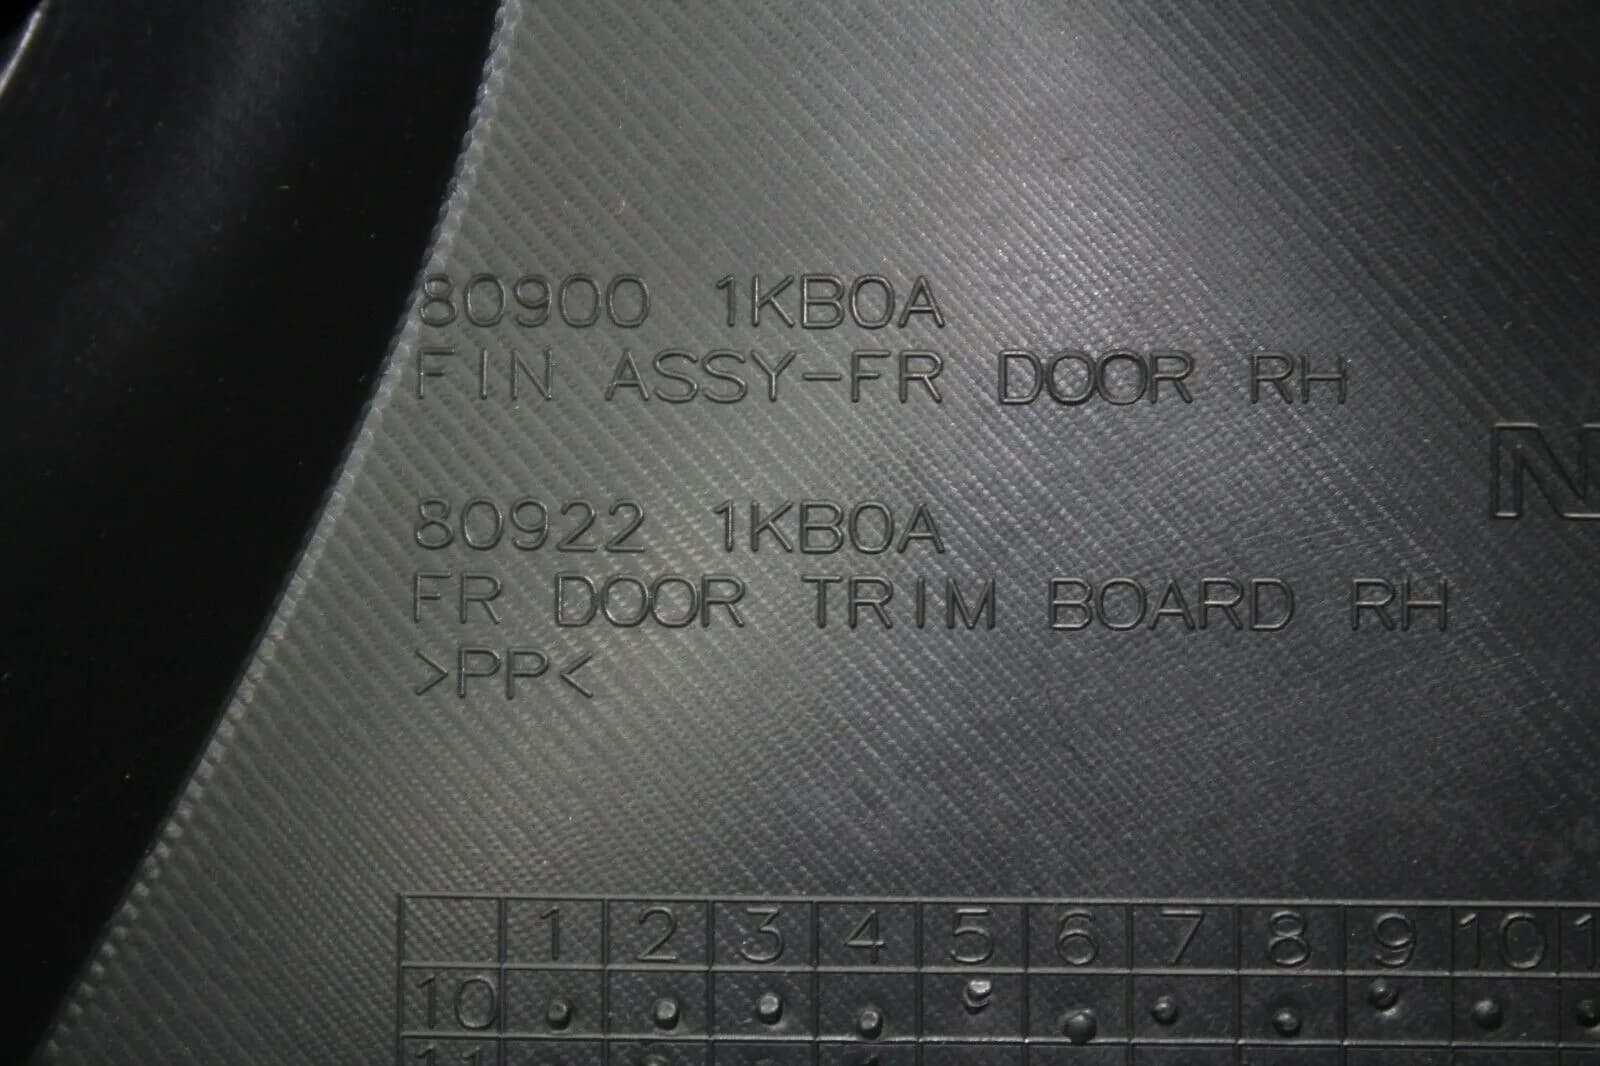 80900 1KB0A
FIN ASSY-FR DOOR RH
N
80922 1KB0A
FR DOOR TRIM BOARD RH
>PP<
1 2 3 4 5 6 7 8 9 10
10
11